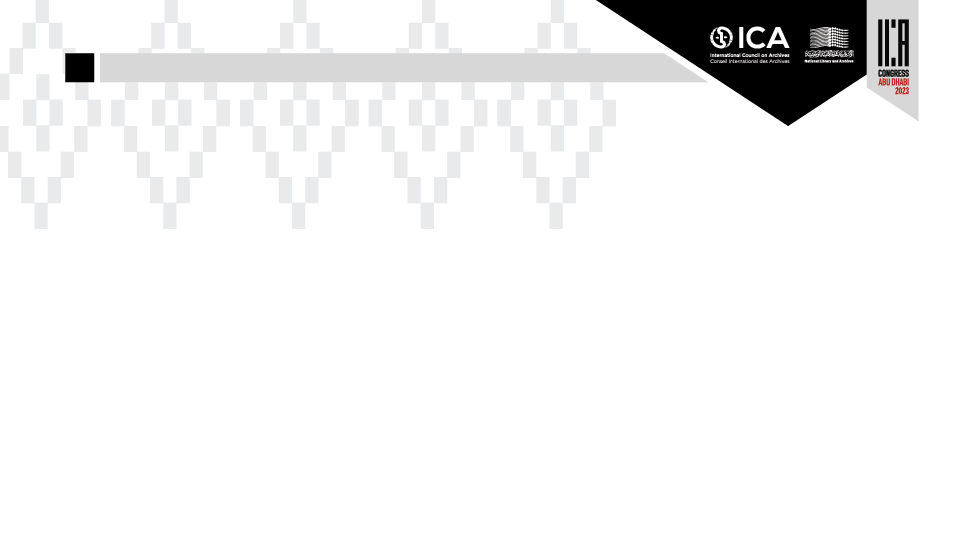 ICA
International Council on Archives
Conseil International des Archives
National Library and Archives
CONGRESS
ABU DHABI
2023